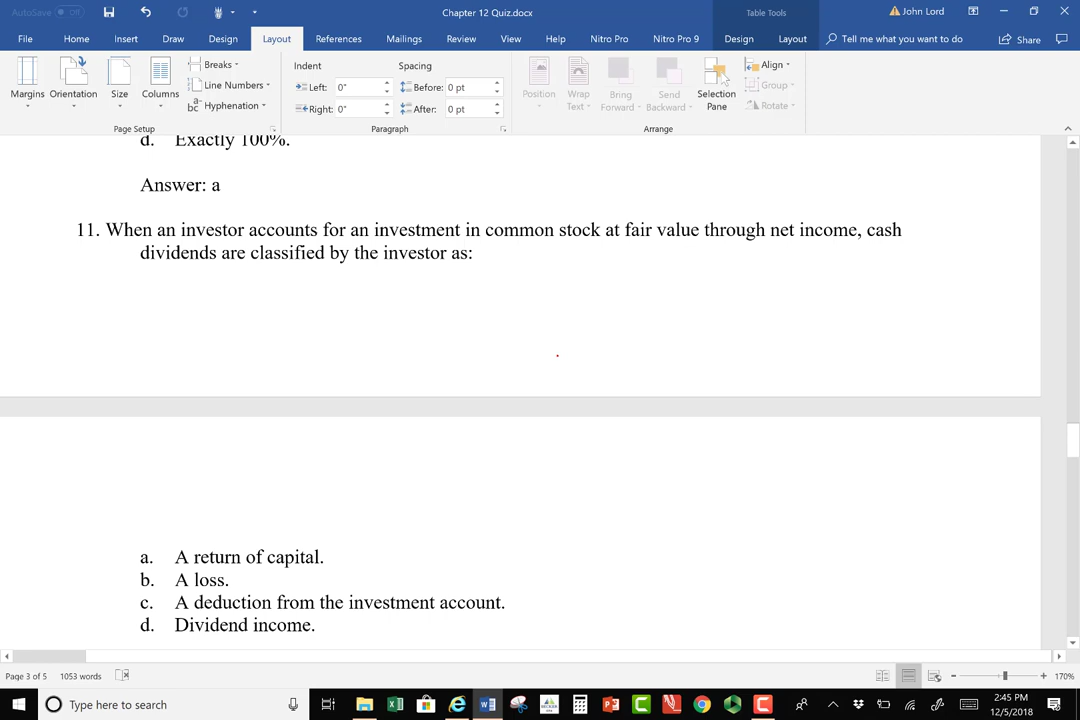 AutoSave Off
Chapter 12 Quiz.docx
Table Tools
John Lord
File Home Insert Draw Design Layout References Mailings Review View Help Nitro Pro Nitro Pro 9 Design Layout Tell me what you want to do Share
Margins Orientation Size Columns
Breaks
Line Numbers
Hyphenation
Page Setup
Indent
Left: 0"
Right: 0"
Spacing
Before: 0 pt
After: 0 pt
Paragraph
Position
Wrap Text
Bring Forward
Send Backward
Selection Pane
Align
Group
Rotate
Arrange
d. Exactly 100%.
Answer: a
11. When an investor accounts for an investment in common stock at fair value through net income, cash
dividends are classified by the investor as:
a. A return of capital.
b. A loss.
c. A deduction from the investment account.
d. Dividend income.
Page 3 of 5 1053 words
170%
Type here to search
2:45 PM
12/5/2018